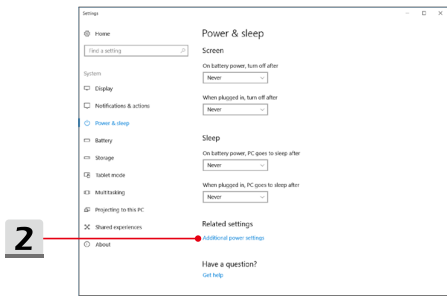 Settings
Home
Find a setting
System
Display
Notifications & actions
Power & sleep
Battery
Storage
Tablet mode
Multitasking
Projecting to this PC
Shared experiences
About
Power & sleep
Screen
On battery power, turn off after
Never
When plugged in, turn off after
Never
Sleep
On battery power, PC goes to sleep after
Never
When plugged in, PC goes to sleep after
Never
Related settings
Additional power settings
Have a question?
Get help
2